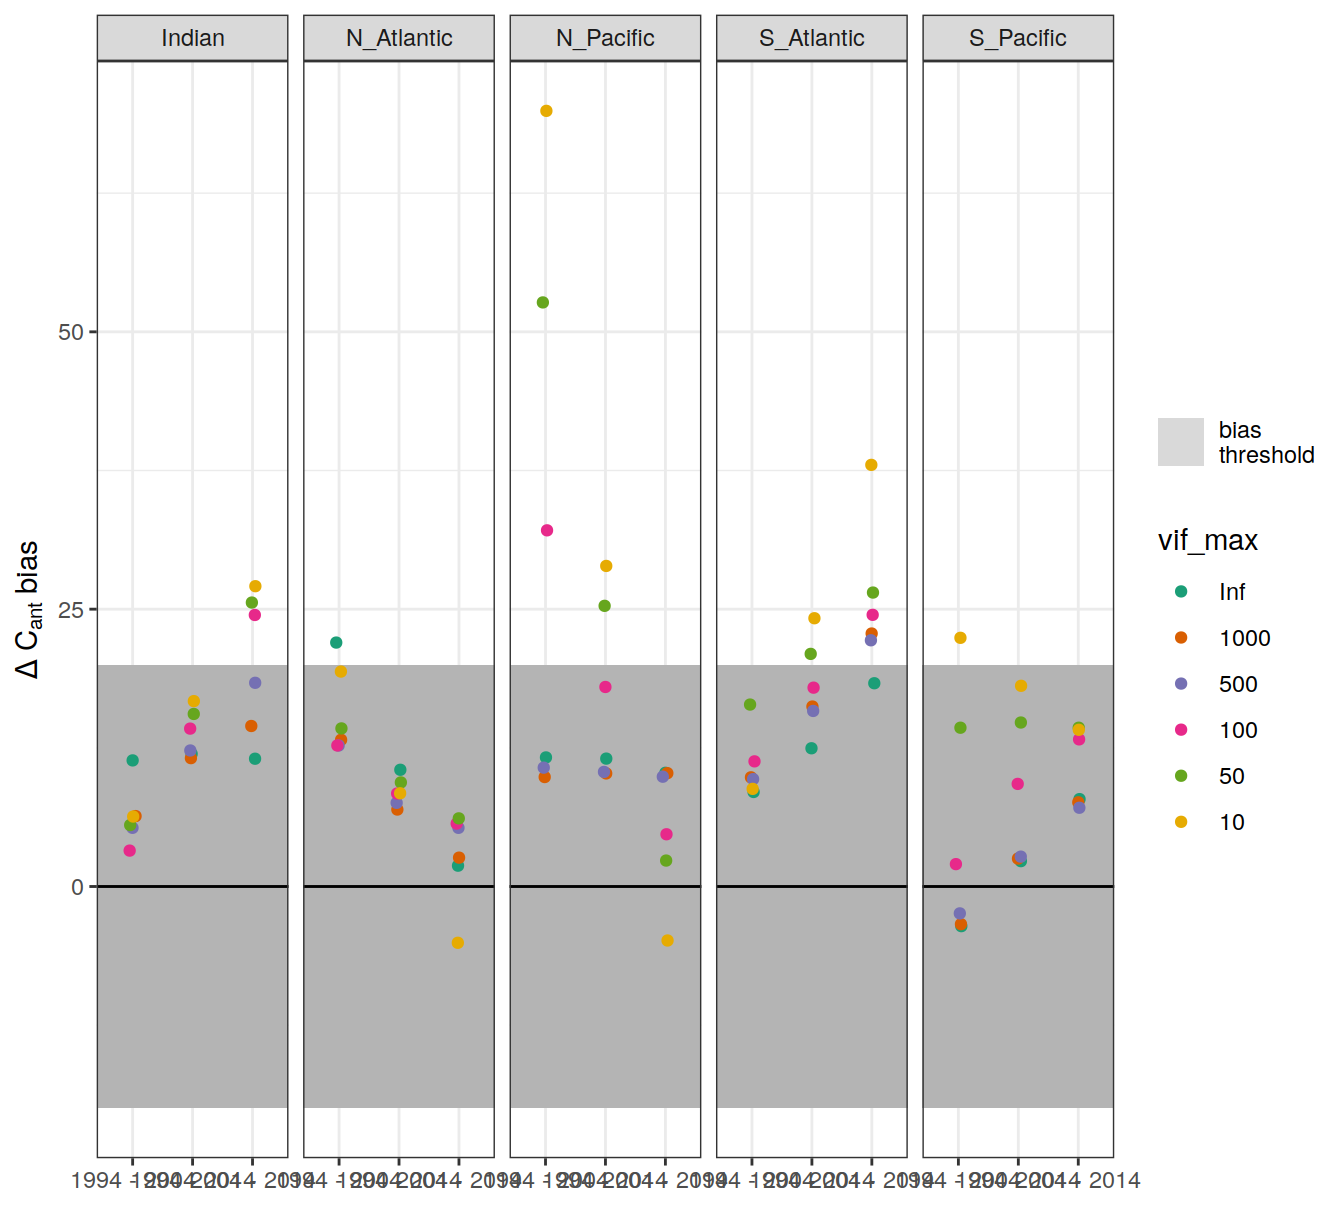 Indian
N_Atlantic
N_Pacific
S_Atlantic
S_Pacific
Δ C_ant bias
50
25
0
1994 -
2014
bias
threshold
vif_max
Inf
1000
500
100
50
10